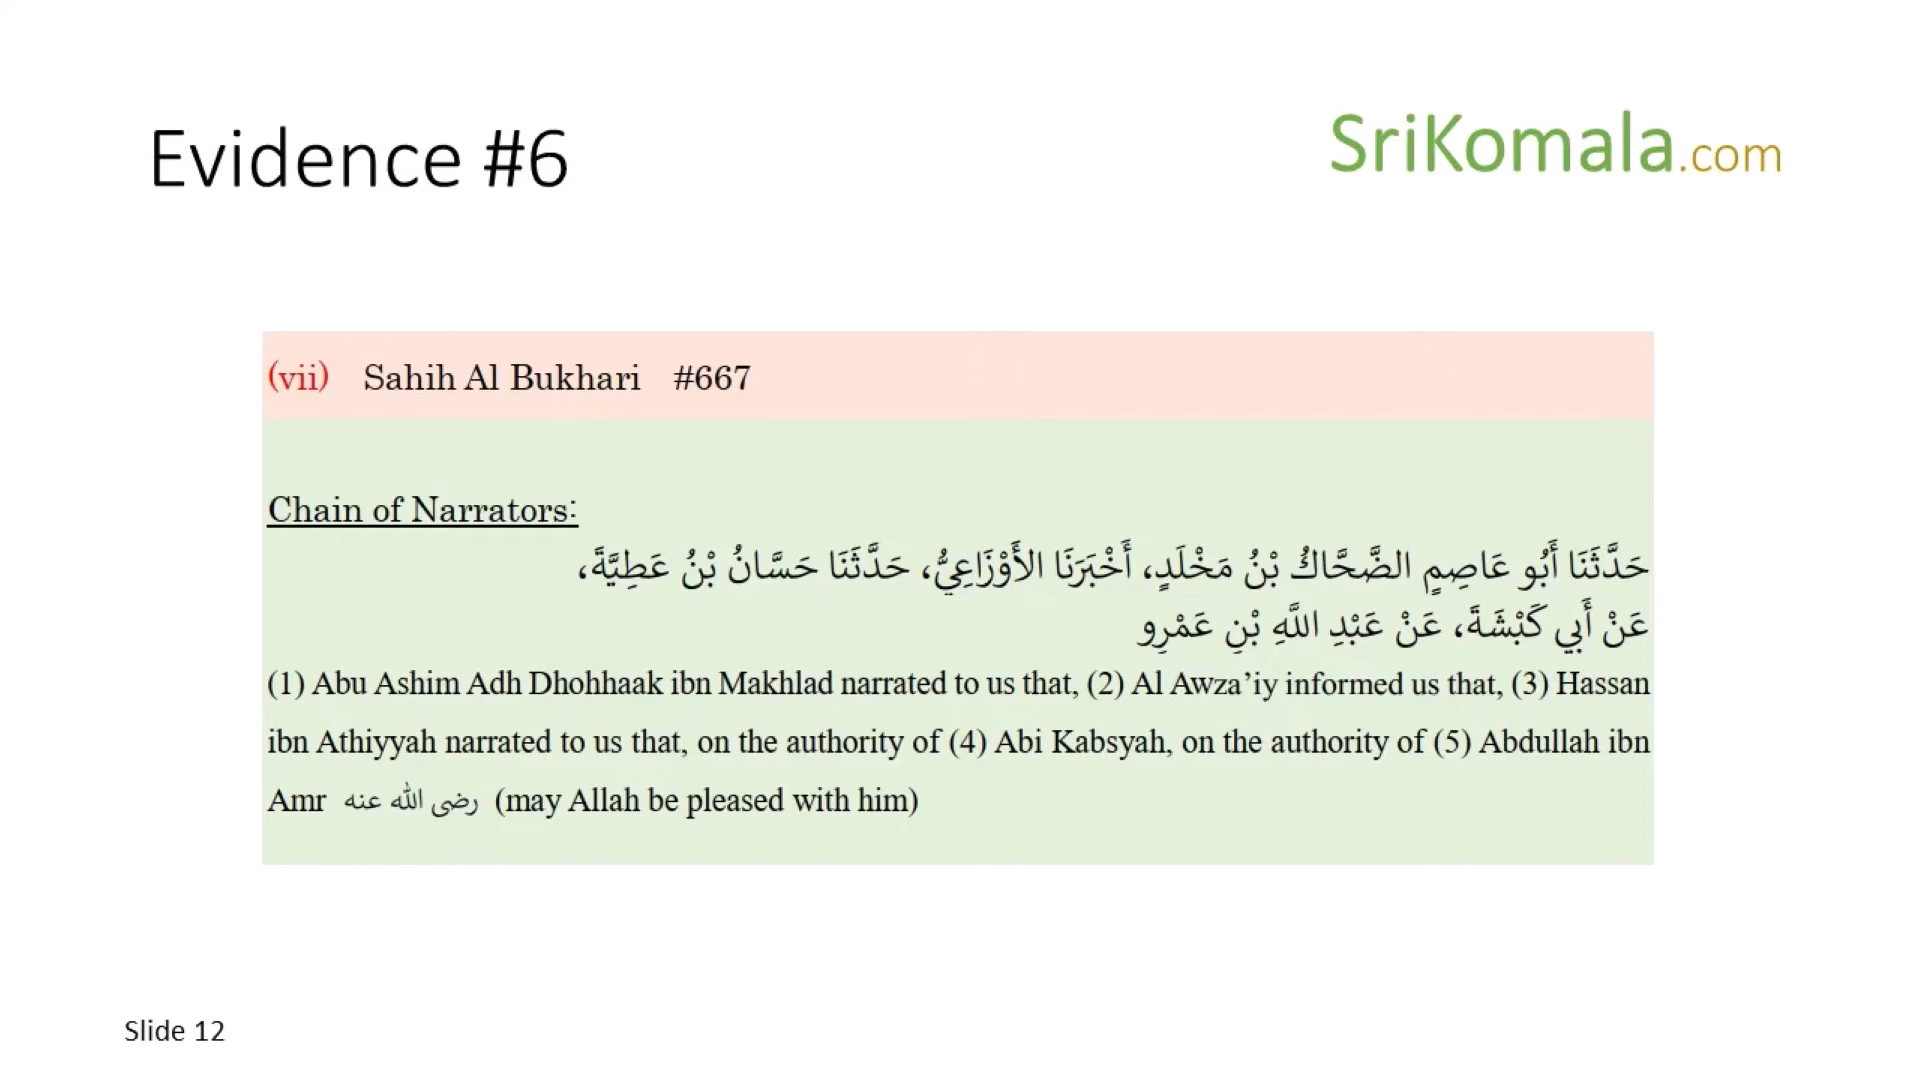 Evidence #6
SriKomala.com
(vii) Sahih Al Bukhari #667
Chain of Narrators:
حَدَّثَنَا أَبُو عَاصِمٍ الضَّحَّاكُ بْنُ مَخْلَدٍ، أَخْبَرَنَا الأَوْزَاعِيُّ، حَدَّثَنَا حَسَّانُ بْنُ عَطِيَّةَ،
عَنْ أَبِي كَبْشَةَ، عَنْ عَبْدِ اللَّهِ بْنِ عَمْرِو
(1) Abu Ashim Adh Dhohhaak ibn Makhlad narrated to us that, (2) Al Awza’iy informed us that, (3) Hassan
ibn Athiyyah narrated to us that, on the authority of (4) Abi Kabsyah, on the authority of (5) Abdullah ibn
Amr رضى الله عنه (may Allah be pleased with him)
Slide 12